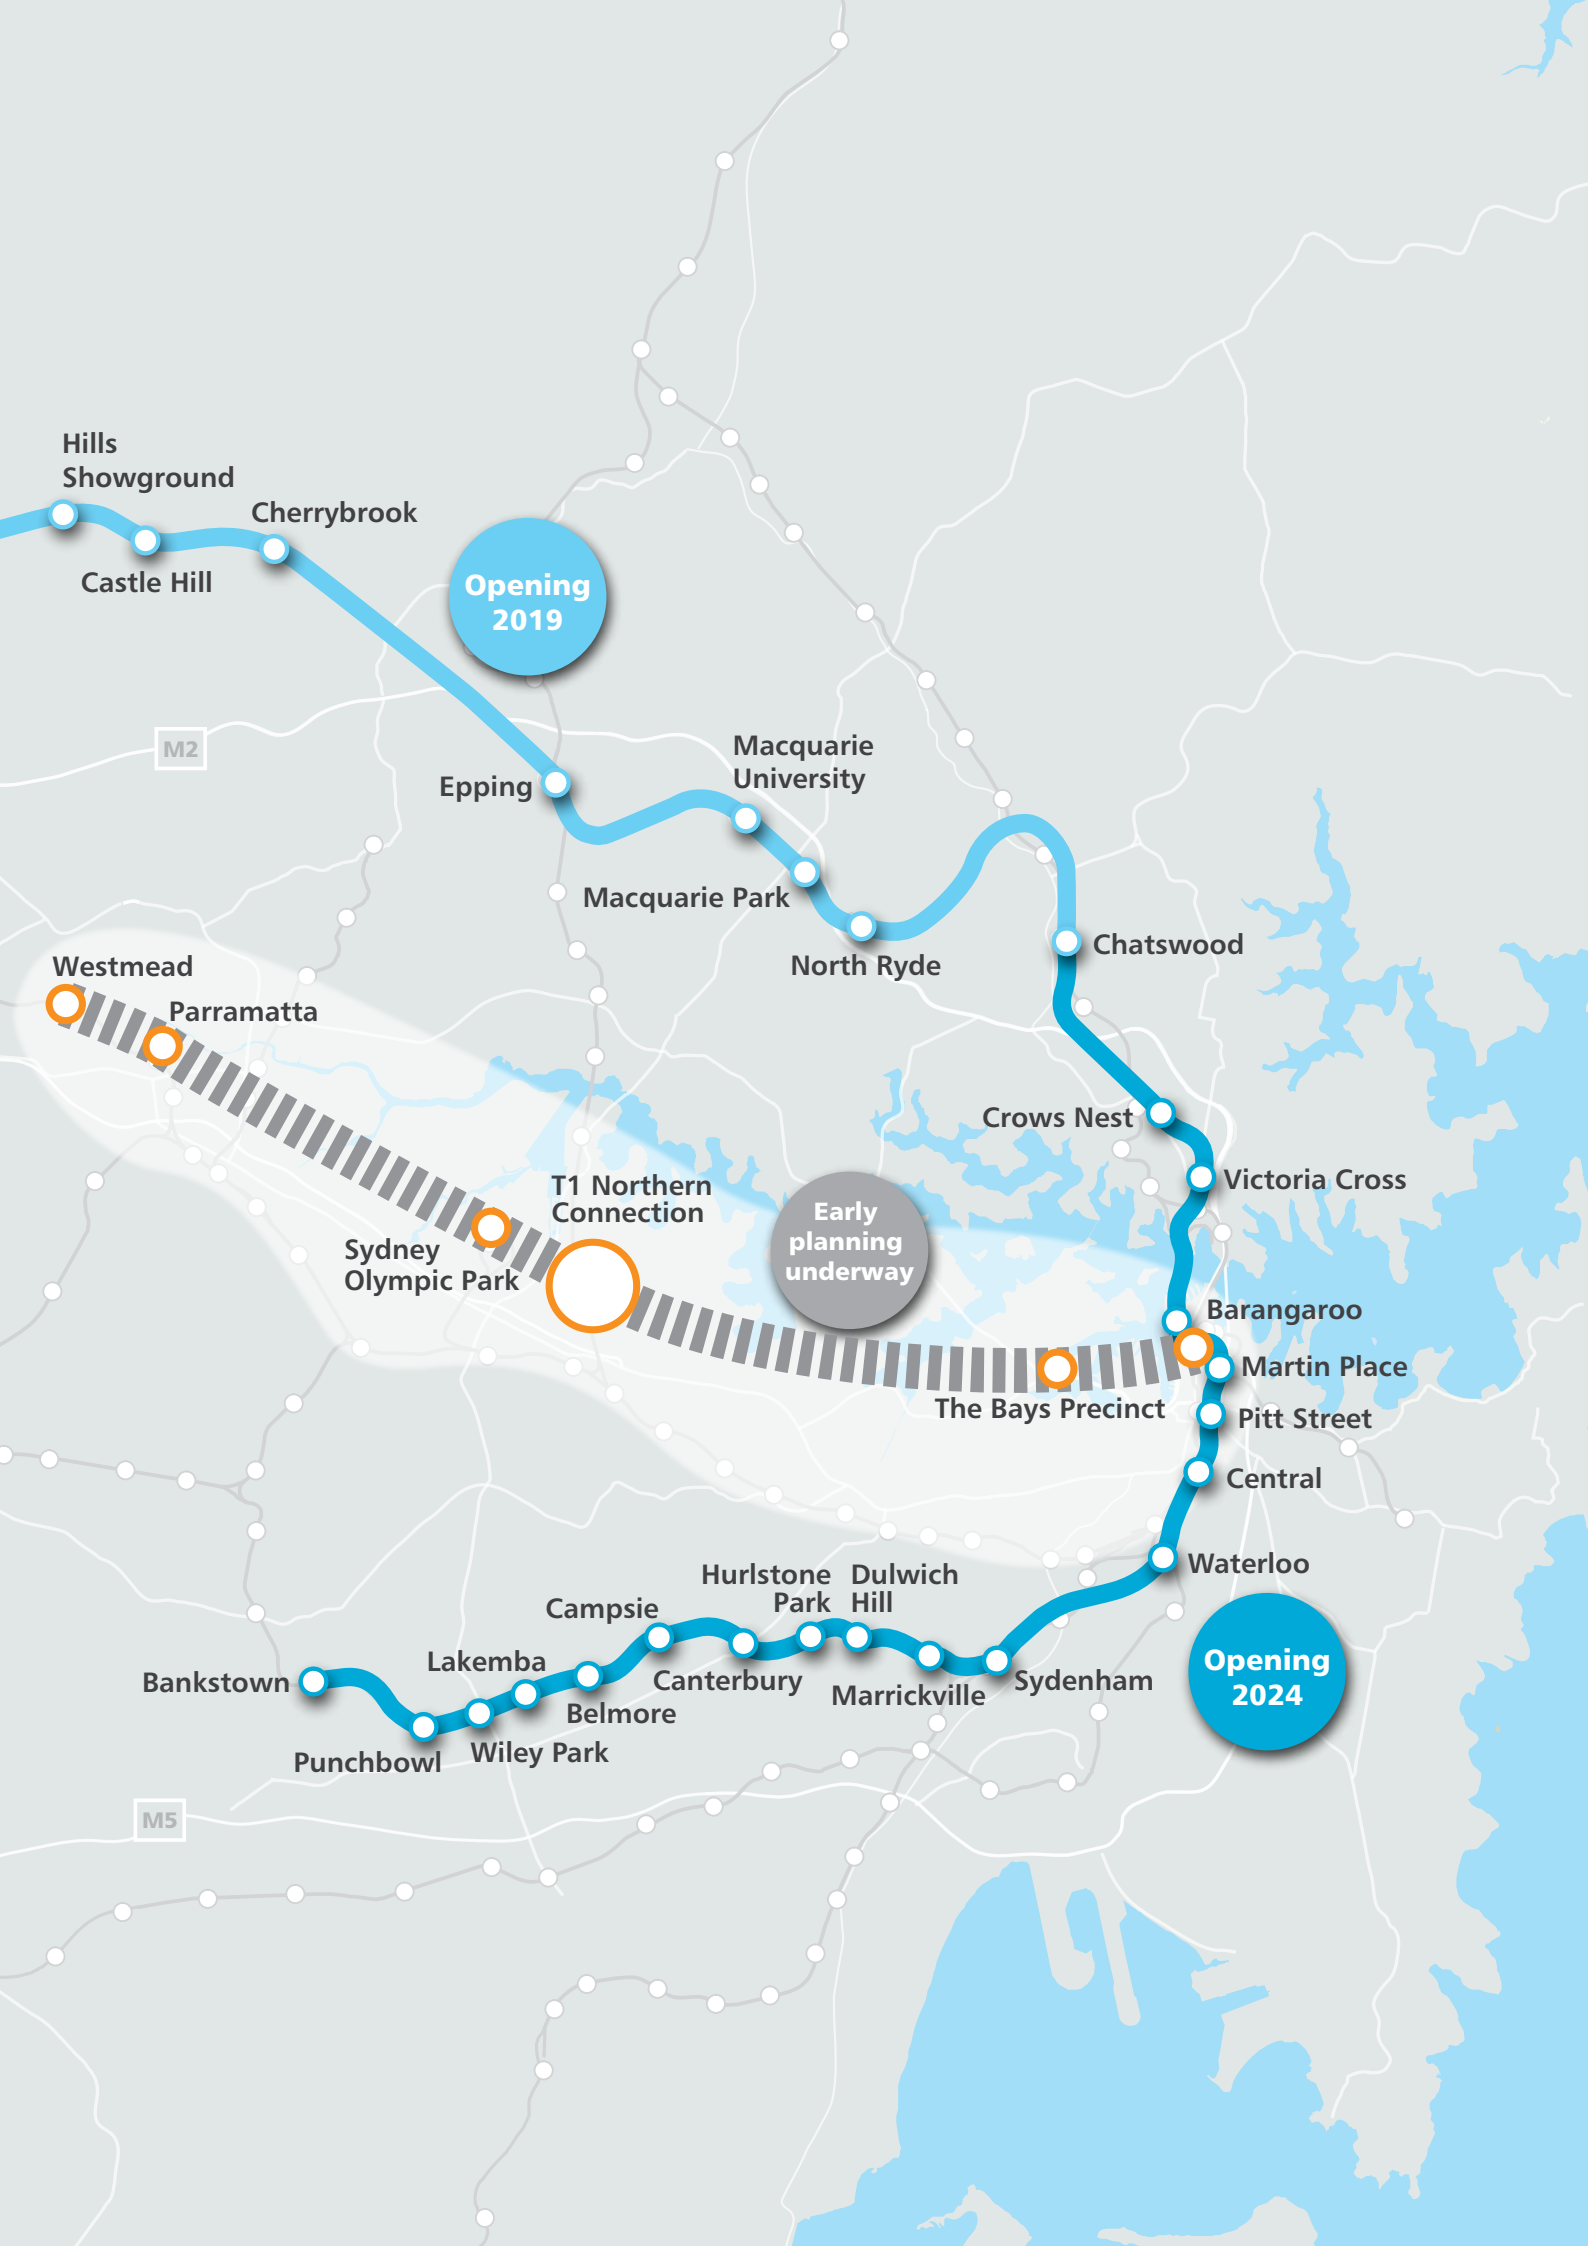 Hills
Showground
Cherrybrook
Castle Hill
Opening
2019
M2
Macquarie
University
Epping
Macquarie Park
North Ryde
Chatswood
Westmead
Parramatta
Crows Nest
T1 Northern
Connection
Victoria Cross
Early
planning
underway
Sydney
Olympic Park
Barangaroo
Martin Place
The Bays Precinct
Pitt Street
Central
Waterloo
Hurlstone
Park
Dulwich
Hill
Campsie
Lakemba
Bankstown
Canterbury
Sydenham
Marrickville
Belmore
Wiley Park
Punchbowl
Opening
2024
M5